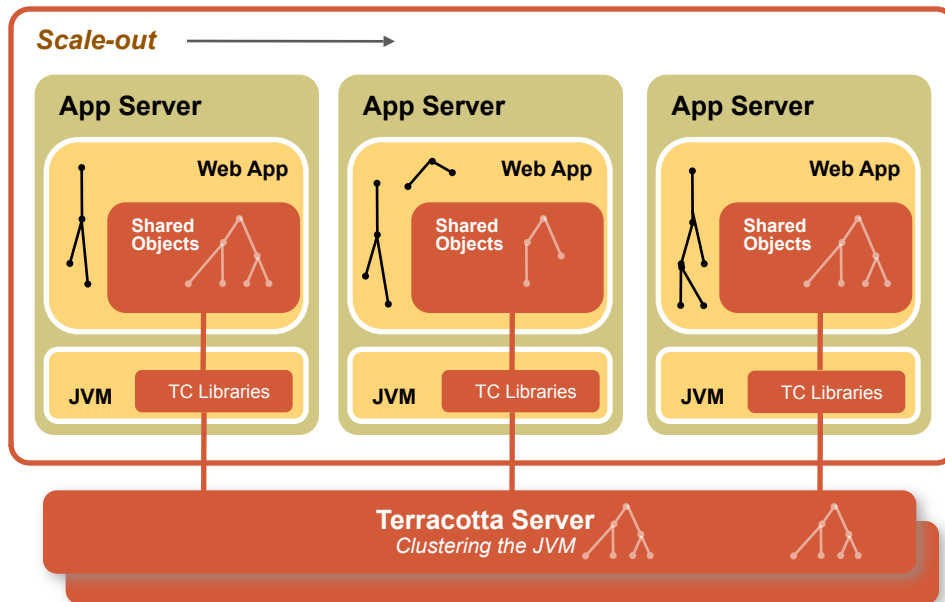 Scale-out
App Server
App Server
App Server
Web App
Web App
Web App
Shared
Objects
Shared
Objects
Shared
Objects
JVM
TC Libraries
JVM
TC Libraries
JVM
TC Libraries
Terracotta Server
Clustering the JVM